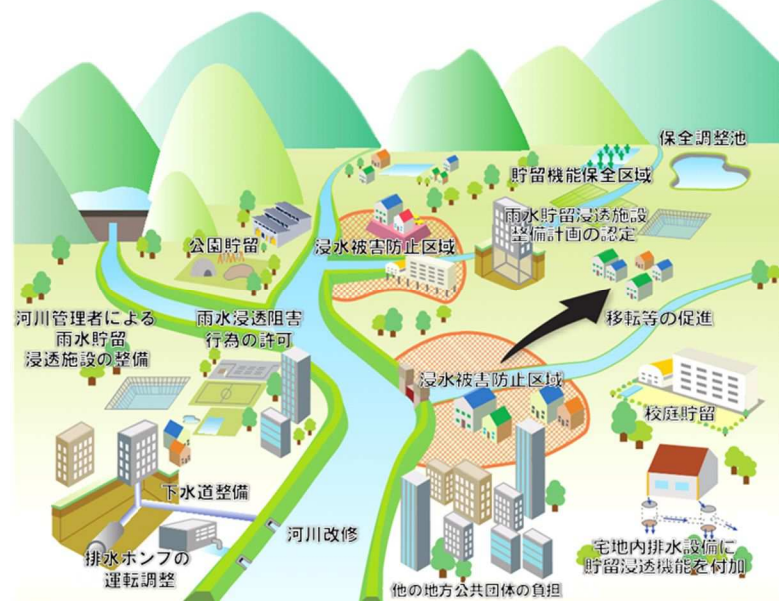 保全調整池
貯留機能保全区域
雨水貯留浸透施設
整備計画の認定
公園貯留
浸水被害防止区域
河川管理者による
雨水貯留
浸透施設の整備
雨水浸透阻害
行為の許可
移転等の促進
浸水被害防止区域
校庭貯留
下水道整備
河川改修
排水ポンプの
運転調整
宅地内排水設備に
貯留浸透機能を付加
他の地方公共団体の負担